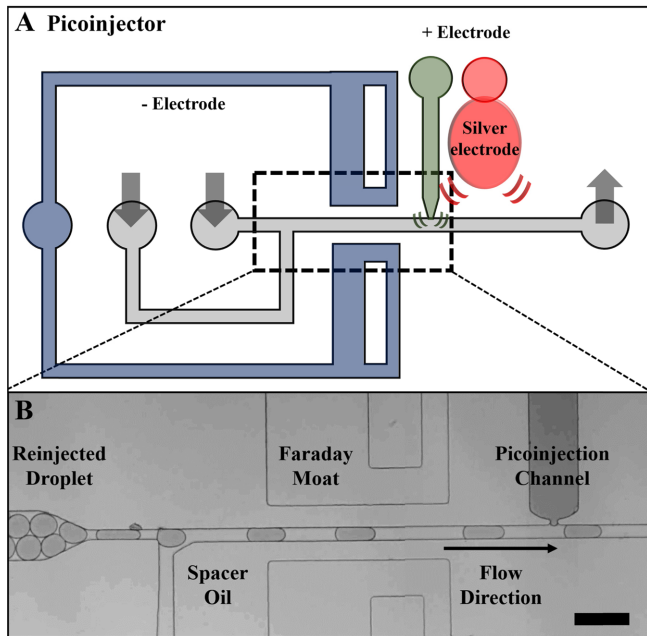 A Picoinjector
+ Electrode
- Electrode
Silver
electrode
B
Reinjected
Droplet
Faraday
Moat
Picoinjection
Channel
Spacer
Oil
Flow
Direction